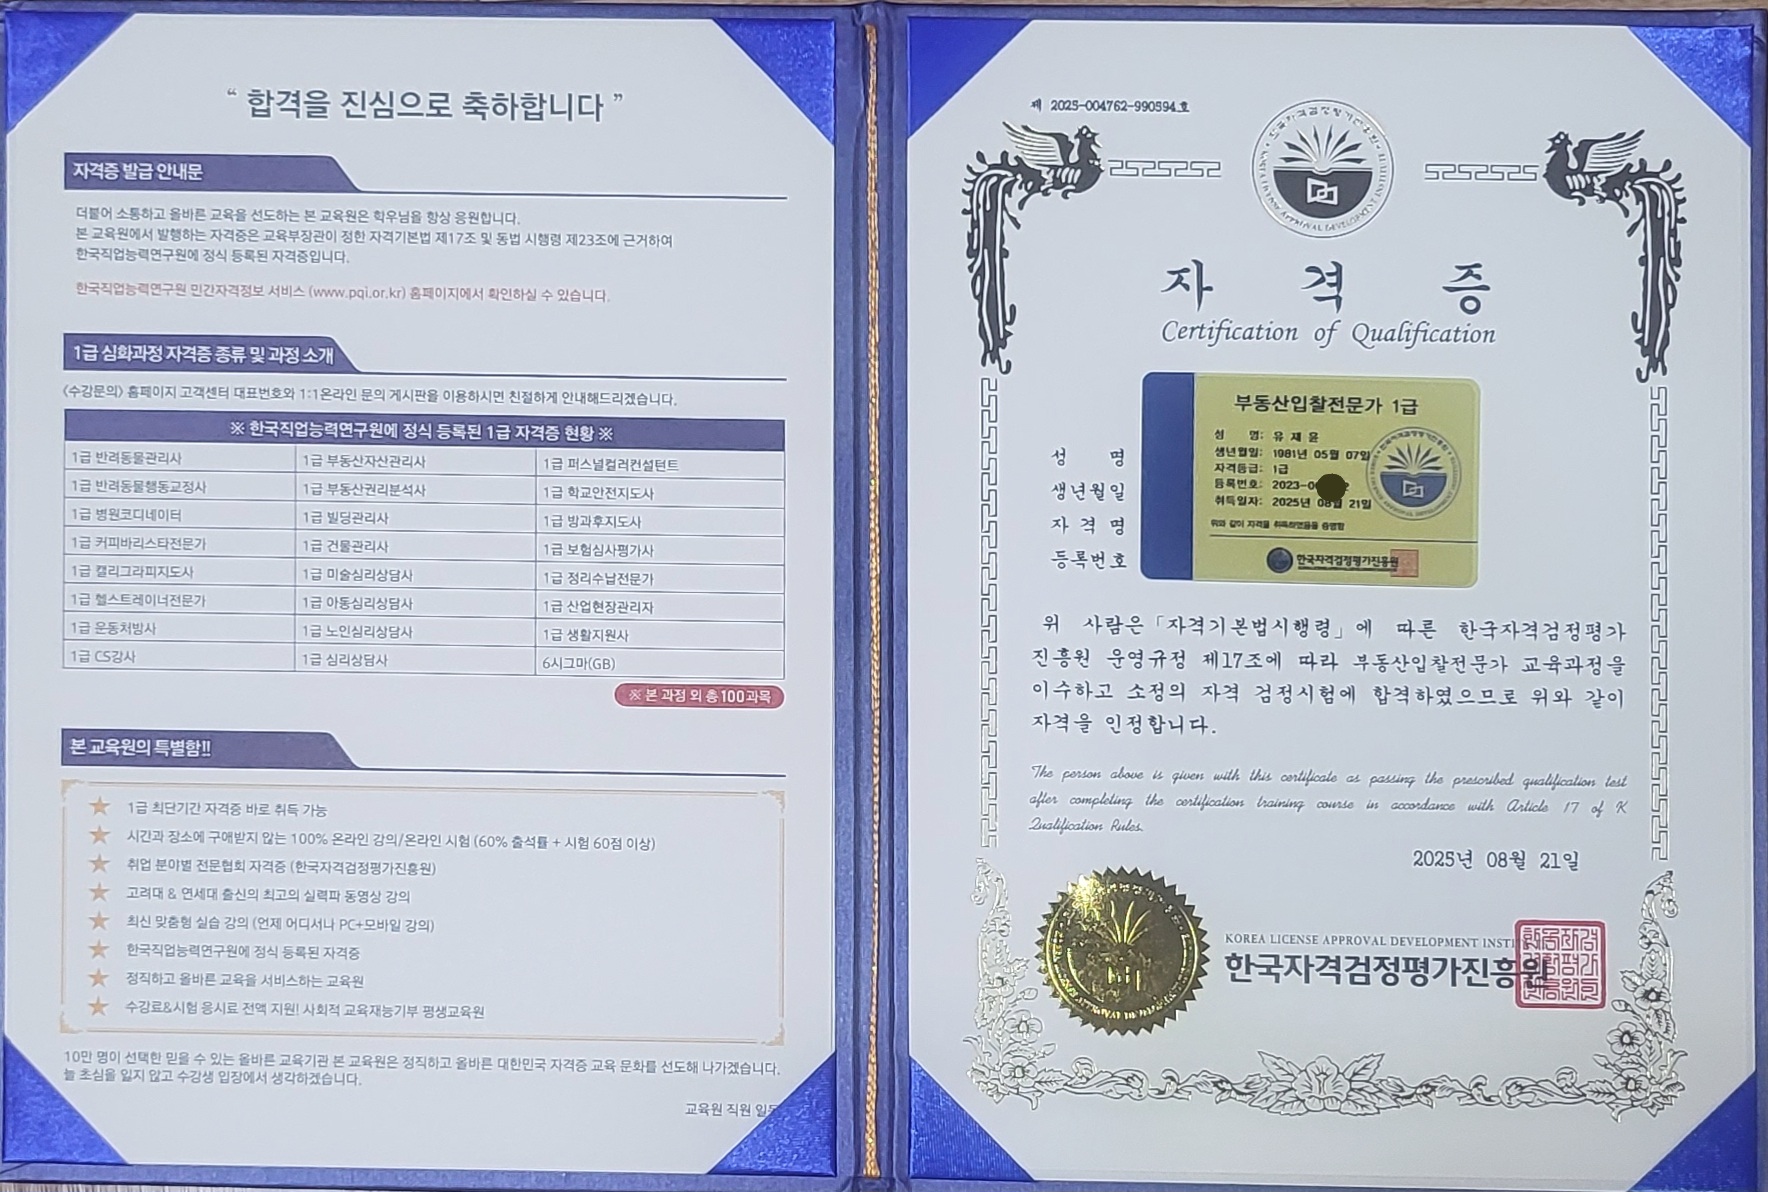 “ 합격을 진심으로 축하합니다 ”
자격증 발급 안내문
더불어 소통하고 올바른 교육을 선도하는 본 교육원은 학우님을 항상 응원합니다.
본 교육원에서 발행하는 자격증은 교육부장관이 정한 자격기본법 제17조 및 동법 시행령 제23조에 근거하여
한국직업능력연구원에 정식 등록된 자격증입니다.
한국직업능력연구원 민간자격정보 서비스 (www.pqi.or.kr) 홈페이지에서 확인하실 수 있습니다.
1급 심화과정 자격증 종류 및 과정 소개
<수강문의> 홈페이지 고객센터 대표번호와 1:1온라인 문의 게시판을 이용하시면 친절하게 안내해드리겠습니다.
※ 한국직업능력연구원에 정식 등록된 1급 자격증 현황 ※
1급 반려동물관리사 1급 부동산자산관리사 1급 퍼스널컬러컨설턴트
1급 반려동물행동교정사 1급 부동산권리분석사 1급 학교안전지도사
1급 병원코디네이터 1급 빌딩관리사 1급 방과후지도사
1급 커피바리스타전문가 1급 건물관리사 1급 보험심사평가사
1급 캘리그라피지도사 1급 미술심리상담사 1급 정리수납전문가
1급 헬스트레이너전문가 1급 아동심리상담사 1급 산업현장관리자
1급 운동처방사 1급 노인심리상담사 1급 생활지원사
1급 CS강사 1급 심리상담사 6시그마(GB)
※ 본 과정 외 총 100과목
본 교육원의 특별함!!
★ 1급 최단기간 자격증 바로 취득 가능
★ 시간과 장소에 구애받지 않는 100% 온라인 강의/온라인 시험 (60% 출석률 + 시험 60점 이상)
★ 취업 분야별 전문협회 자격증 (한국자격검정평가진흥원)
★ 고려대 & 연세대 출신의 최고의 실력파 동영상 강의
★ 최신 맞춤형 실습 강의 (언제 어디서나 PC+모바일 강의)
★ 한국직업능력연구원에 정식 등록된 자격증
★ 정직하고 올바른 교육을 서비스하는 교육원
★ 수강료&시험 응시료 전액 지원! 사회적 교육재능기부 평생교육원
10만 명이 선택한 믿을 수 있는 올바른 교육기관 본 교육원은 정직하고 올바른 대한민국 자격증 교육 문화를 선도해 나가겠습니다.
늘 초심을 잃지 않고 수강생 입장에서 생각하겠습니다.
교육원 직원 일동
제 2025-004762-990594호
자 격 증
Certification of Qualification
성 명
생년월일
자 격 명
등록번호
부동산입찰전문가 1급
성 명: 유 재 윤
생년월일: 1981년 05월 07일
자격등급: 1급
등록번호: 2023-0
취득일자: 2025년 08월 21일
위와 같이 자격을 취득하였음을 증명함
한국자격검정평가진흥원
위 사람은「자격기본법시행령」에 따른 한국자격검정평가
진흥원 운영규정 제17조에 따라 부동산입찰전문가 교육과정을
이수하고 소정의 자격 검정시험에 합격하였으므로 위와 같이
자격을 인정합니다.
The person above is given with this certificate as passing the prescribed qualification test
after completing the certification training course in accordance with Article 17 of K
Qualification Rules.
2025년 08월 21일
KOREA LICENSE APPROVAL DEVELOPMENT INSTI
한국자격검정평가진흥원